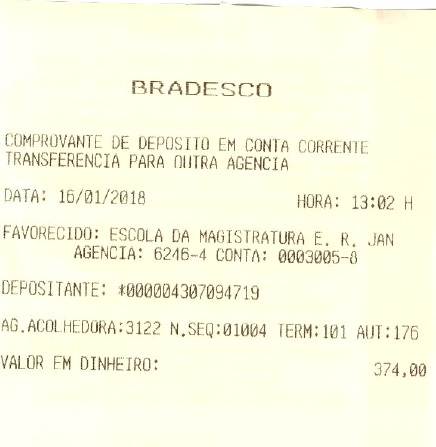 BRADESCO
COMPROVANTE DE DEPOSITO EM CONTA CORRENTE
TRANSFERENCIA PARA OUTRA AGENCIA
DATA: 16/01/2018 HORA: 13:02 H
FAVORECIDO: ESCOLA DA MAGISTRATURA E. R. JAN
AGENCIA: 6246-4 CONTA: 0003005-8
DEPOSITANTE: *000004307094719
AG.ACOLHEDORA:3122 N.SEQ:01004 TERM:101 AUT:176
VALOR EM DINHEIRO: 374,00